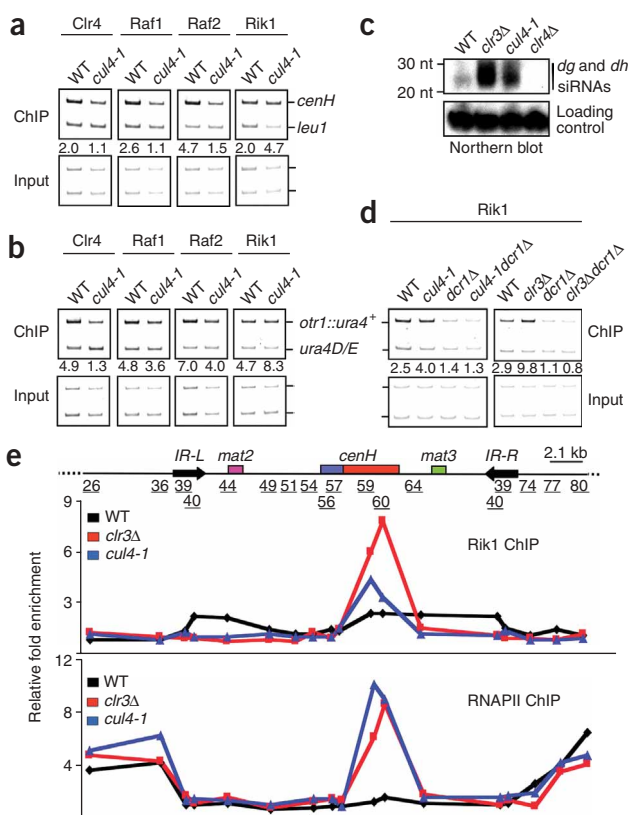 a
Clr4 Raf1 Raf2 Rik1
WT cul4-1 WT cul4-1 WT cul4-1 WT cul4-1
ChIP
cenH
leu1
2.0 1.1 2.6 1.1 4.7 1.5 2.0 4.7
Input
b
Clr4 Raf1 Raf2 Rik1
WT cul4-1 WT cul4-1 WT cul4-1 WT cul4-1
ChIP
otr1::ura4+
ura4D/E
4.9 1.3 4.8 3.6 7.0 4.0 4.7 8.3
Input
c
WT clr3Δ cul4-1 clr4Δ
30 nt
20 nt
dg and dh
siRNAs
Loading
control
Northern blot
d
Rik1
WT cul4-1 dcr1Δ cul4-1dcr1Δ WT clr3Δ dcr1Δ clr3Δdcr1Δ
ChIP
2.5 4.0 1.4 1.3 2.9 9.8 1.1 0.8
Input
e
IR-L mat2 cenH mat3 IR-R 2.1 kb
26 36 39 44 49 51 54 57 59 64 39 74 77 80
40 56 60 40
Relative fold enrichment
9
WT
clr3Δ
cul4-1
Rik1 ChIP
6
3
12
WT
clr3Δ
cul4-1
RNAPII ChIP
8
4